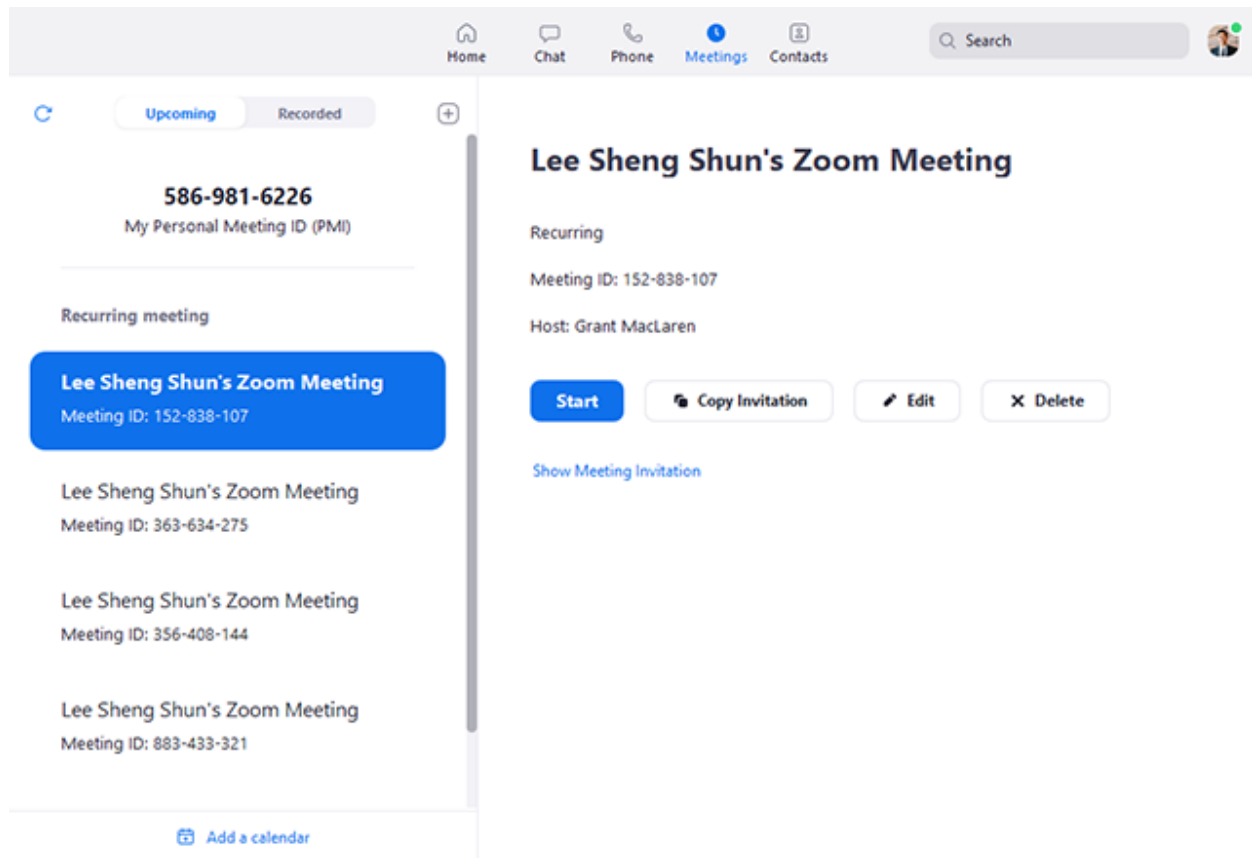 Home
Chat
Phone
Meetings
Contacts
Search
Upcoming
Recorded
586-981-6226
My Personal Meeting ID (PMI)
Recurring meeting
Lee Sheng Shun's Zoom Meeting
Meeting ID: 152-838-107
Lee Sheng Shun's Zoom Meeting
Meeting ID: 363-634-275
Lee Sheng Shun's Zoom Meeting
Meeting ID: 356-408-144
Lee Sheng Shun's Zoom Meeting
Meeting ID: 883-433-321
Add a calendar
Lee Sheng Shun's Zoom Meeting
Recurring
Meeting ID: 152-838-107
Host: Grant MacLaren
Start
Copy Invitation
Edit
Delete
Show Meeting Invitation